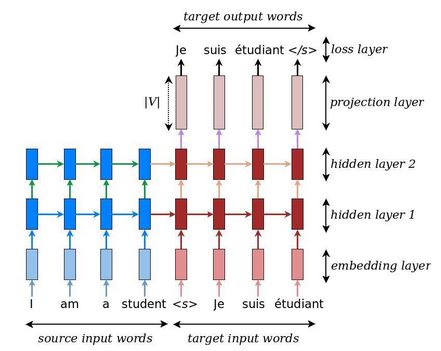 target output words
Je suis étudiant </s> loss layer
|V| projection layer
hidden layer 2
hidden layer 1
embedding layer
I am a student <s> Je suis étudiant
source input words target input words